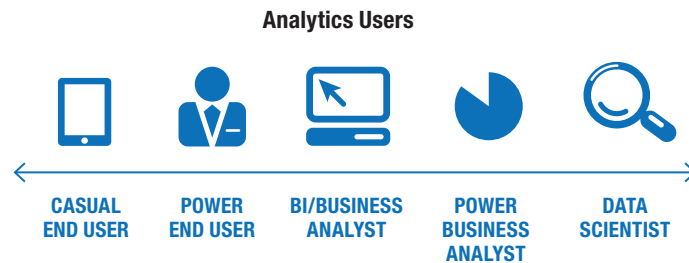 Analytics Users
CASUAL
END USER
POWER
END USER
BI/BUSINESS
ANALYST
POWER
BUSINESS
ANALYST
DATA
SCIENTIST